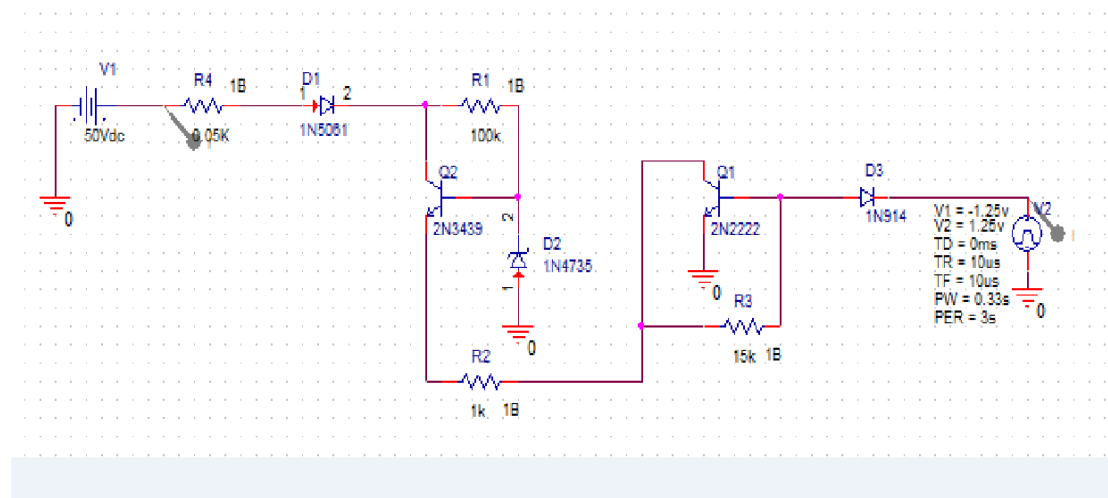 V1
50Vdc
0
R4 1B
0.05K
D1
1 2
1N5061
R1 1B
100k
Q2
2N3439
2
D2
1N4735
1
0
R2
1k 1B
Q1
2N2222
0
R3
15k 1B
D3
1N914
V1 = -1.25v
V2
V2 = 1.25v
TD = 0ms
TR = 10us
TF = 10us
PW = 0.33s
PER = 3s
0